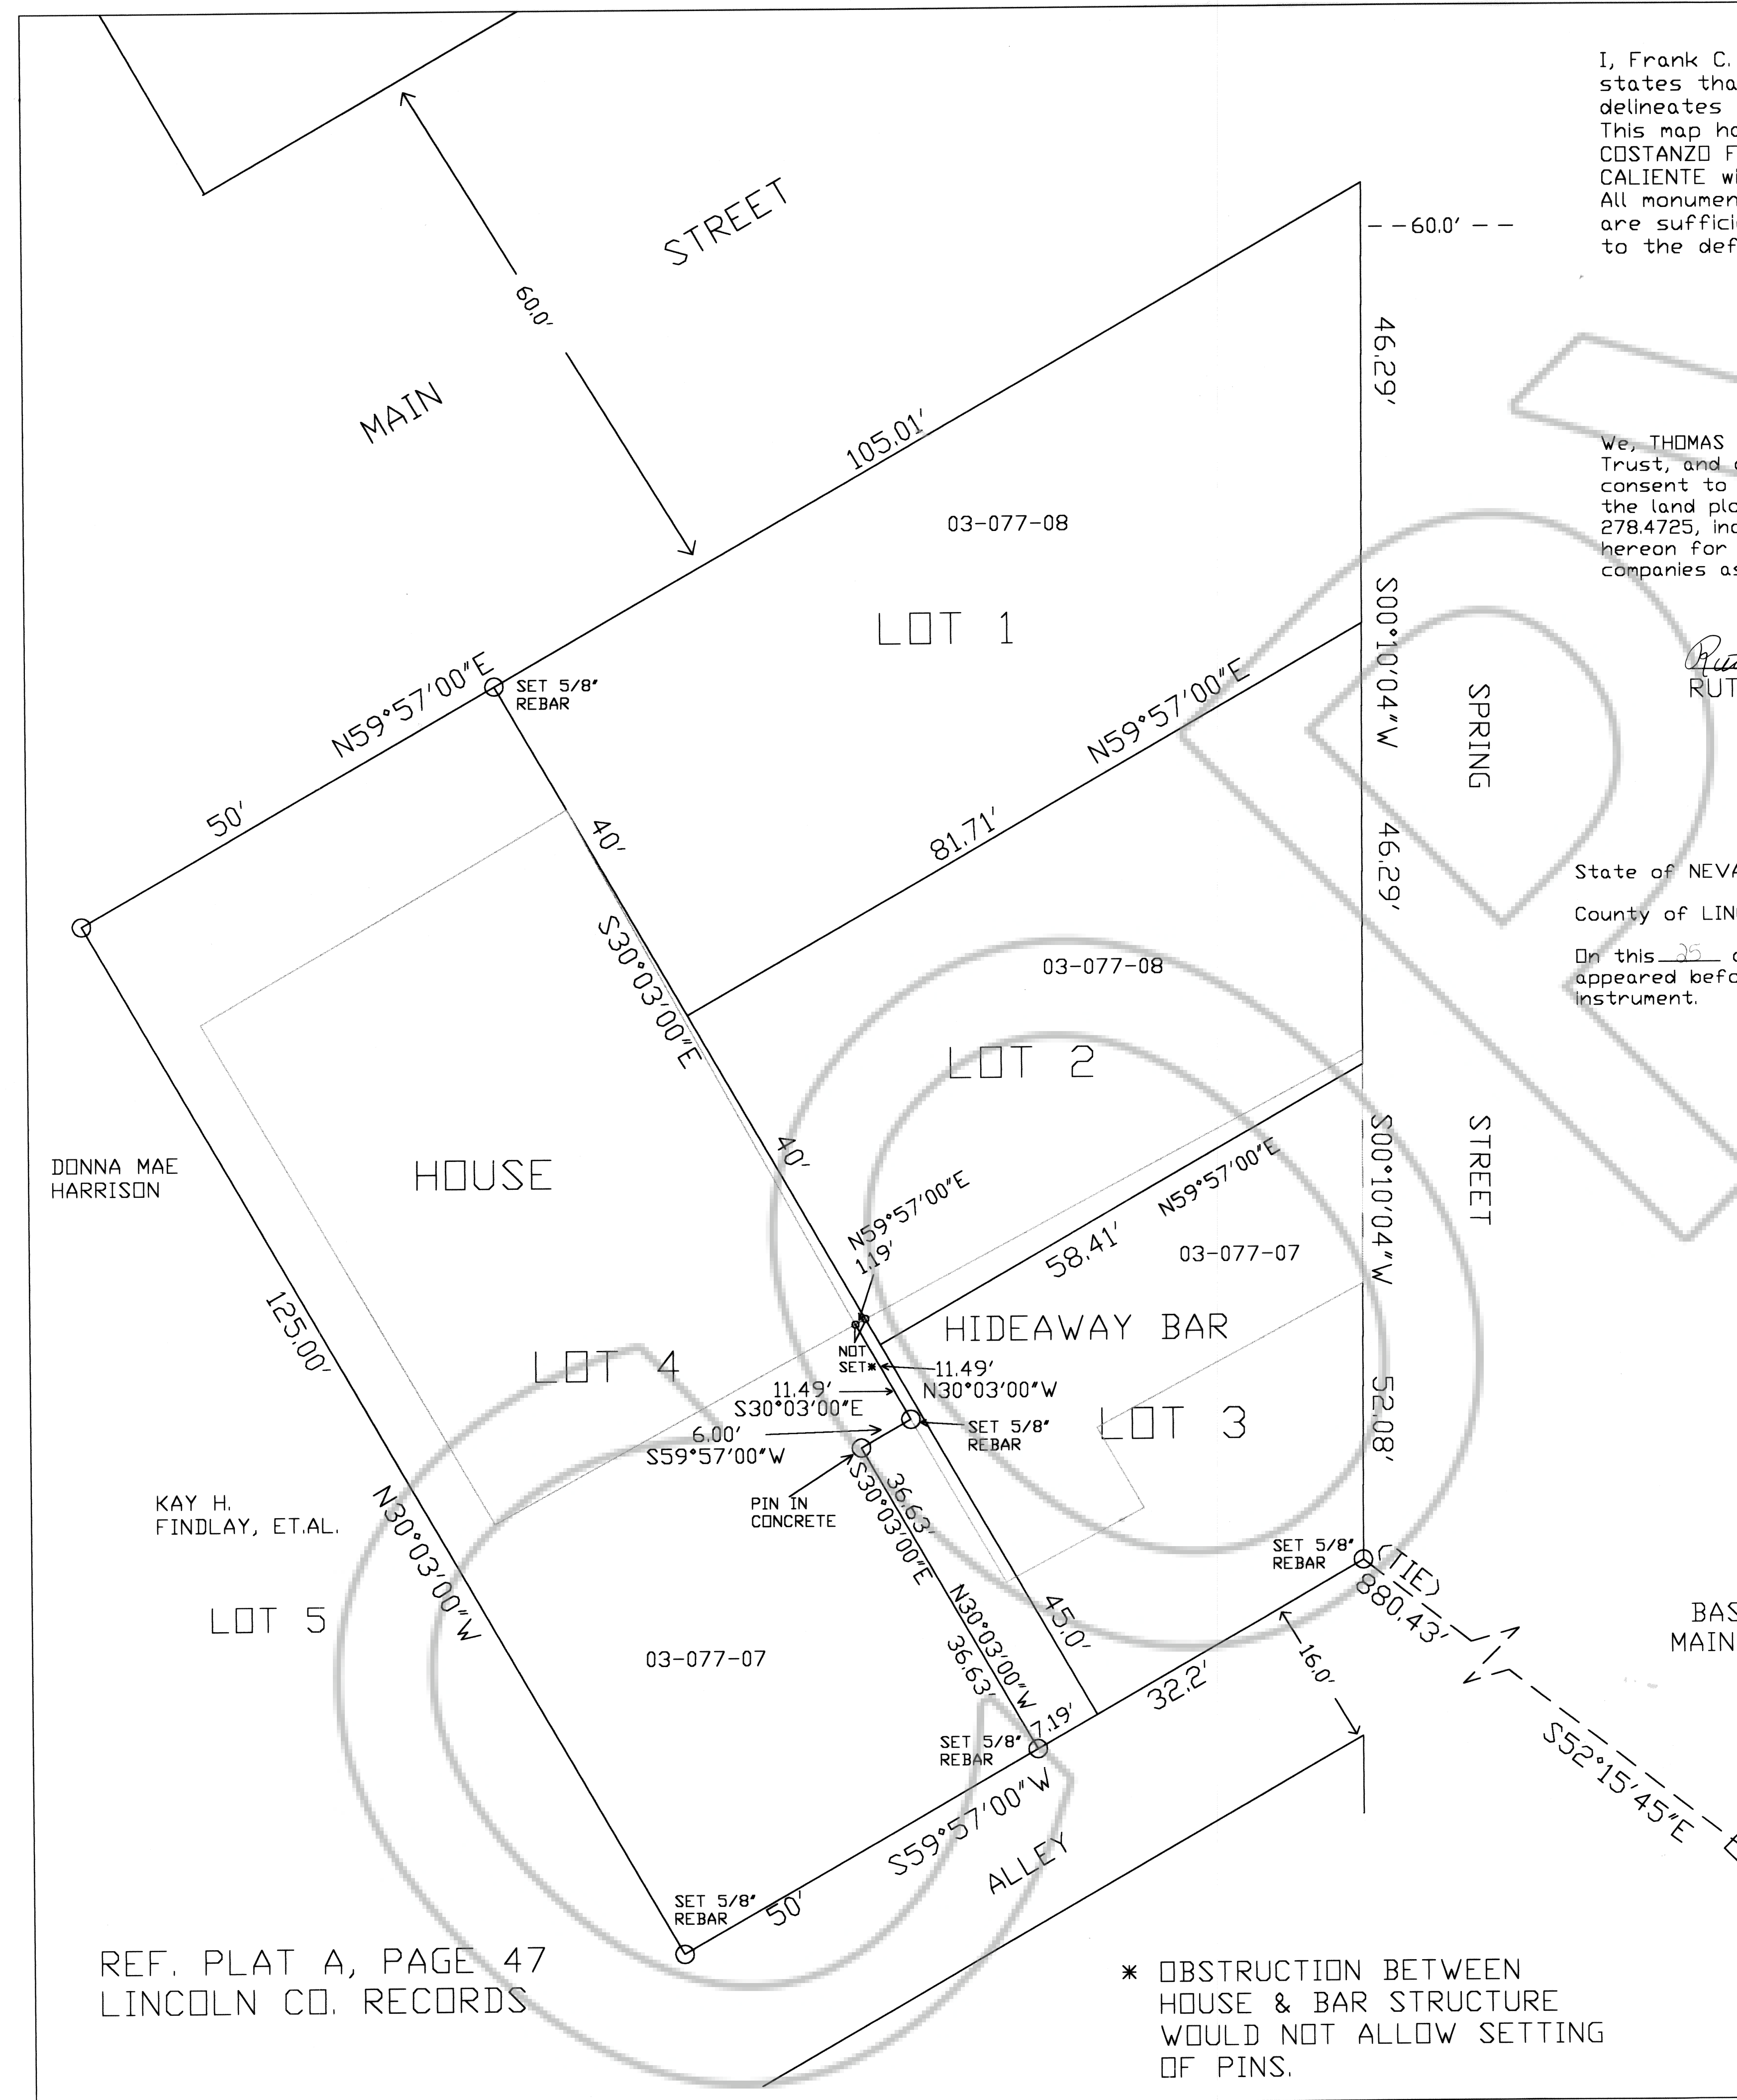 I, Frank C.
states tha
delineates
This map ha
COSTANZO F
CALIENTE wi
All monumen
are suffici
to the def
STREET
60.0'
60.0'
MAIN
46.29'
105.01'
We, THOMAS
Trust, and
consent to
the land pla
278.4725, inc
hereon for
companies as
03-077-08
LOT 1
S00°10'04"W
N59°57'00"E
SET 5/8"
REBAR
RUT
SPRING
N59°57'00"E
50'
40'
81.71'
46.29'
State of NEVA
County of LIN
On this 25
appeared befo
instrument.
S30°03'00"E
03-077-08
LOT 2
DONNA MAE
HARRISON
HOUSE
40'
S00°10'04"W
STREET
N59°57'00"E
1.19'
N59°57'00"E
58.41'
03-077-07
125.00'
HIDEAWAY BAR
NOT
SET*
LOT 4
11.49'
N30°03'00"W
11.49'
S30°03'00"E
52.08'
LOT 3
SET 5/8"
REBAR
6.00'
S59°57'00"W
PIN IN
CONCRETE
36.63'
S30°03'00"E
KAY H.
FINDLAY, ET.AL.
N30°03'00"W
SET 5/8"
REBAR
(TIE)
880.43'
LOT 5
BAS
MAIN
03-077-07
N30°03'00"W
36.63'
45.0'
16.0'
32.2'
7.19'
SET 5/8"
REBAR
S52°15'45"E
S59°57'00"W
ALLEY
SET 5/8"
REBAR
50'
REF. PLAT A, PAGE 47
LINCOLN CO. RECORDS
* OBSTRUCTION BETWEEN
HOUSE & BAR STRUCTURE
WOULD NOT ALLOW SETTING
OF PINS.